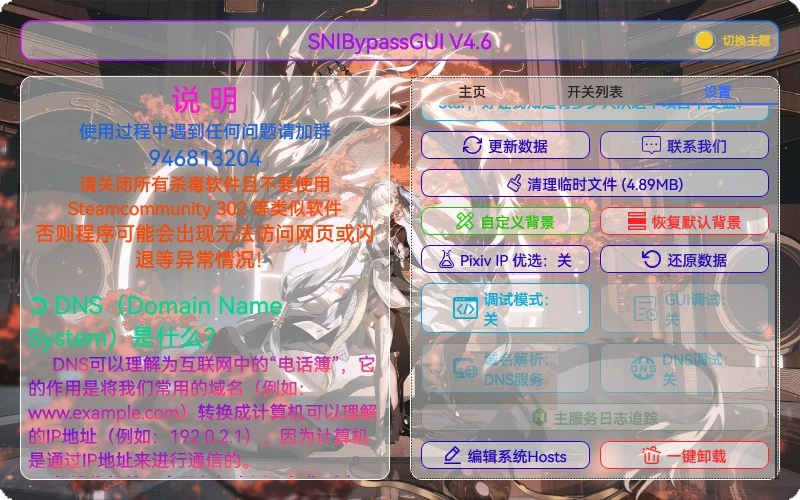 SNIBypassGUI V4.6
切换主题
说 明
使用过程中遇到任何问题请加群
946813204
请关闭所有杀毒软件且不要使用
Steamcommunity 302 等类似软件
否则程序可能会出现无法访问网页或闪
退等异常情况!
DNS（Domain Name
System）是什么？
DNS可以理解为互联网中的“电话簿”，它
的作用是将我们常用的域名（例如：
www.example.com）转换成计算机可以理解
的IP地址（例如：192.0.2.1），因为计算机
是通过IP地址来进行通信的。
主页
开关列表
设置
更新数据
联系我们
清理临时文件 (4.89MB)
自定义背景
恢复默认背景
Pixiv IP 优选：关
还原数据
调试模式：
关
GUI调试：
关
域名解析：
DNS服务
DNS调试：
关
主服务日志追踪
编辑系统Hosts
一键卸载